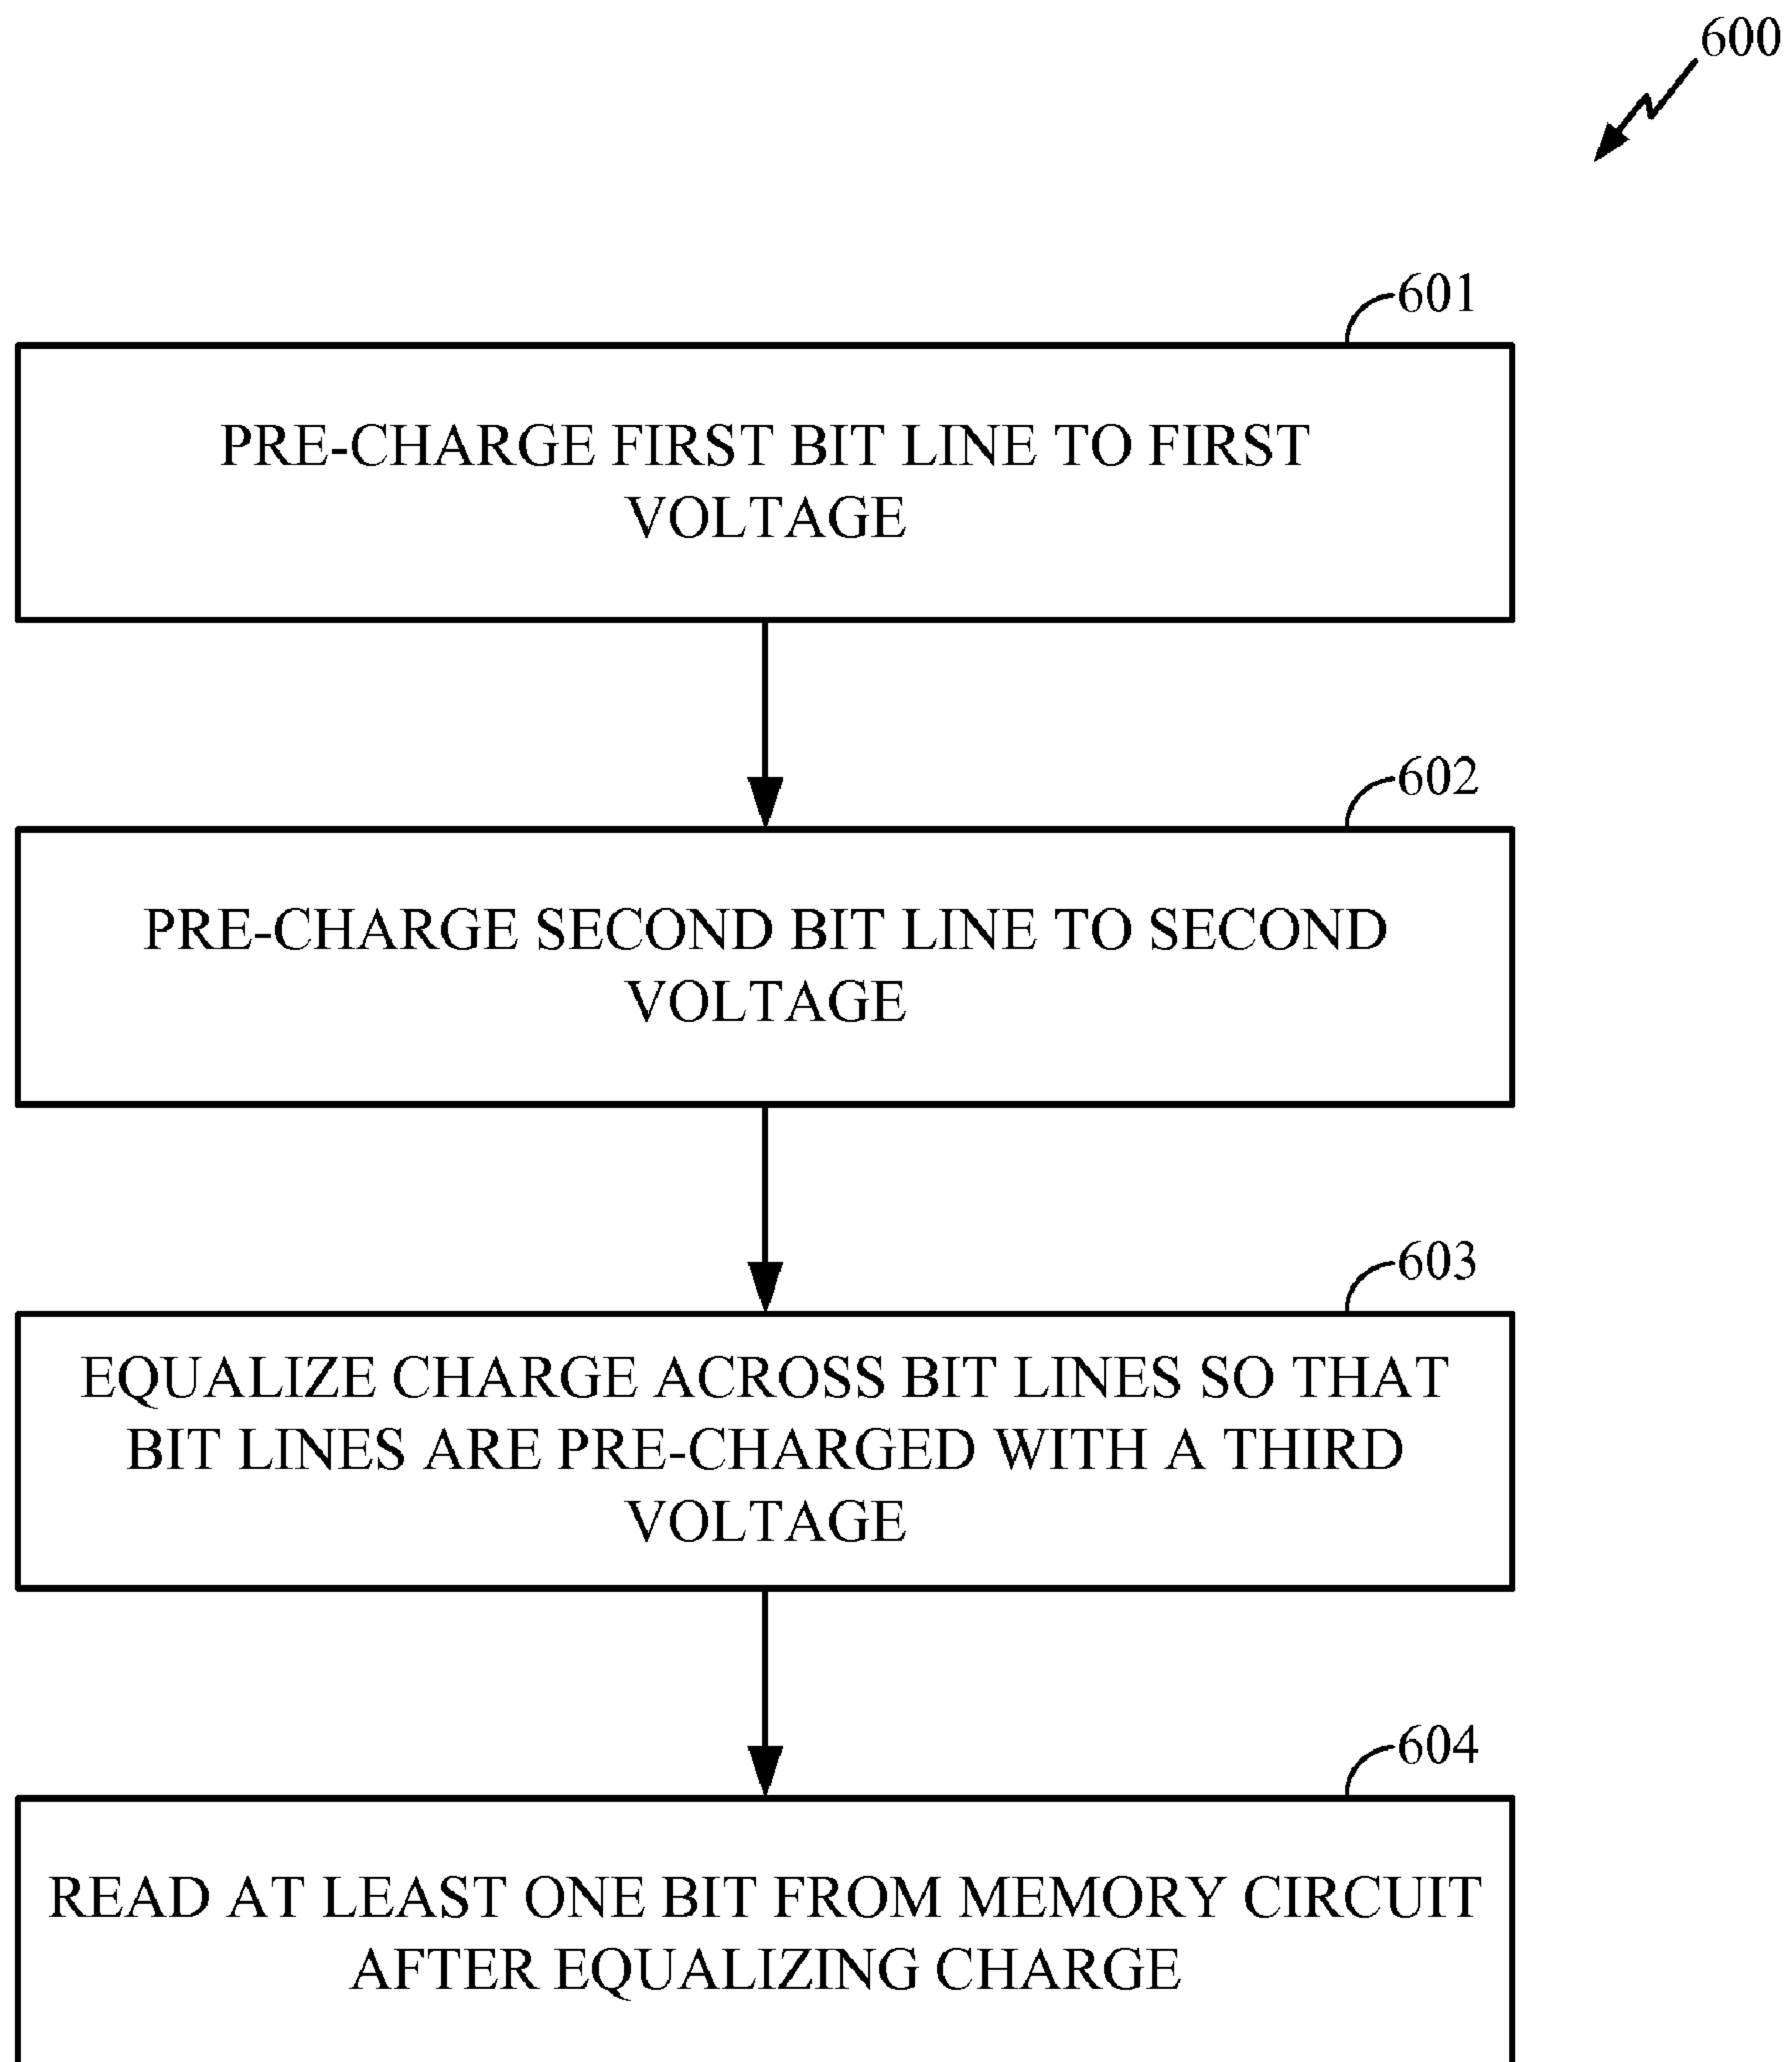 600
601
PRE-CHARGE FIRST BIT LINE TO FIRST
VOLTAGE
602
PRE-CHARGE SECOND BIT LINE TO SECOND
VOLTAGE
603
EQUALIZE CHARGE ACROSS BIT LINES SO THAT
BIT LINES ARE PRE-CHARGED WITH A THIRD
VOLTAGE
604
READ AT LEAST ONE BIT FROM MEMORY CIRCUIT
AFTER EQUALIZING CHARGE